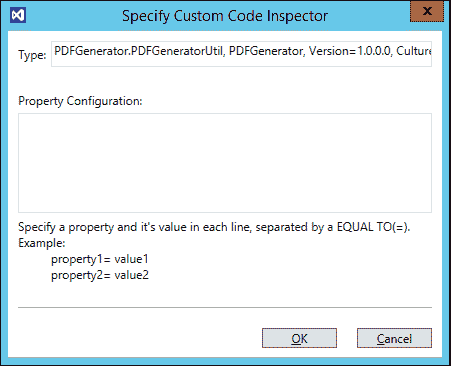 Specify Custom Code Inspector
X
Type: PDFGenerator.PDFGeneratorUtil, PDFGenerator, Version=1.0.0.0, Culture
Property Configuration:
Specify a property and it's value in each line, separated by a EQUAL TO(=).
Example:
property1= value1
property2= value2
OK Cancel